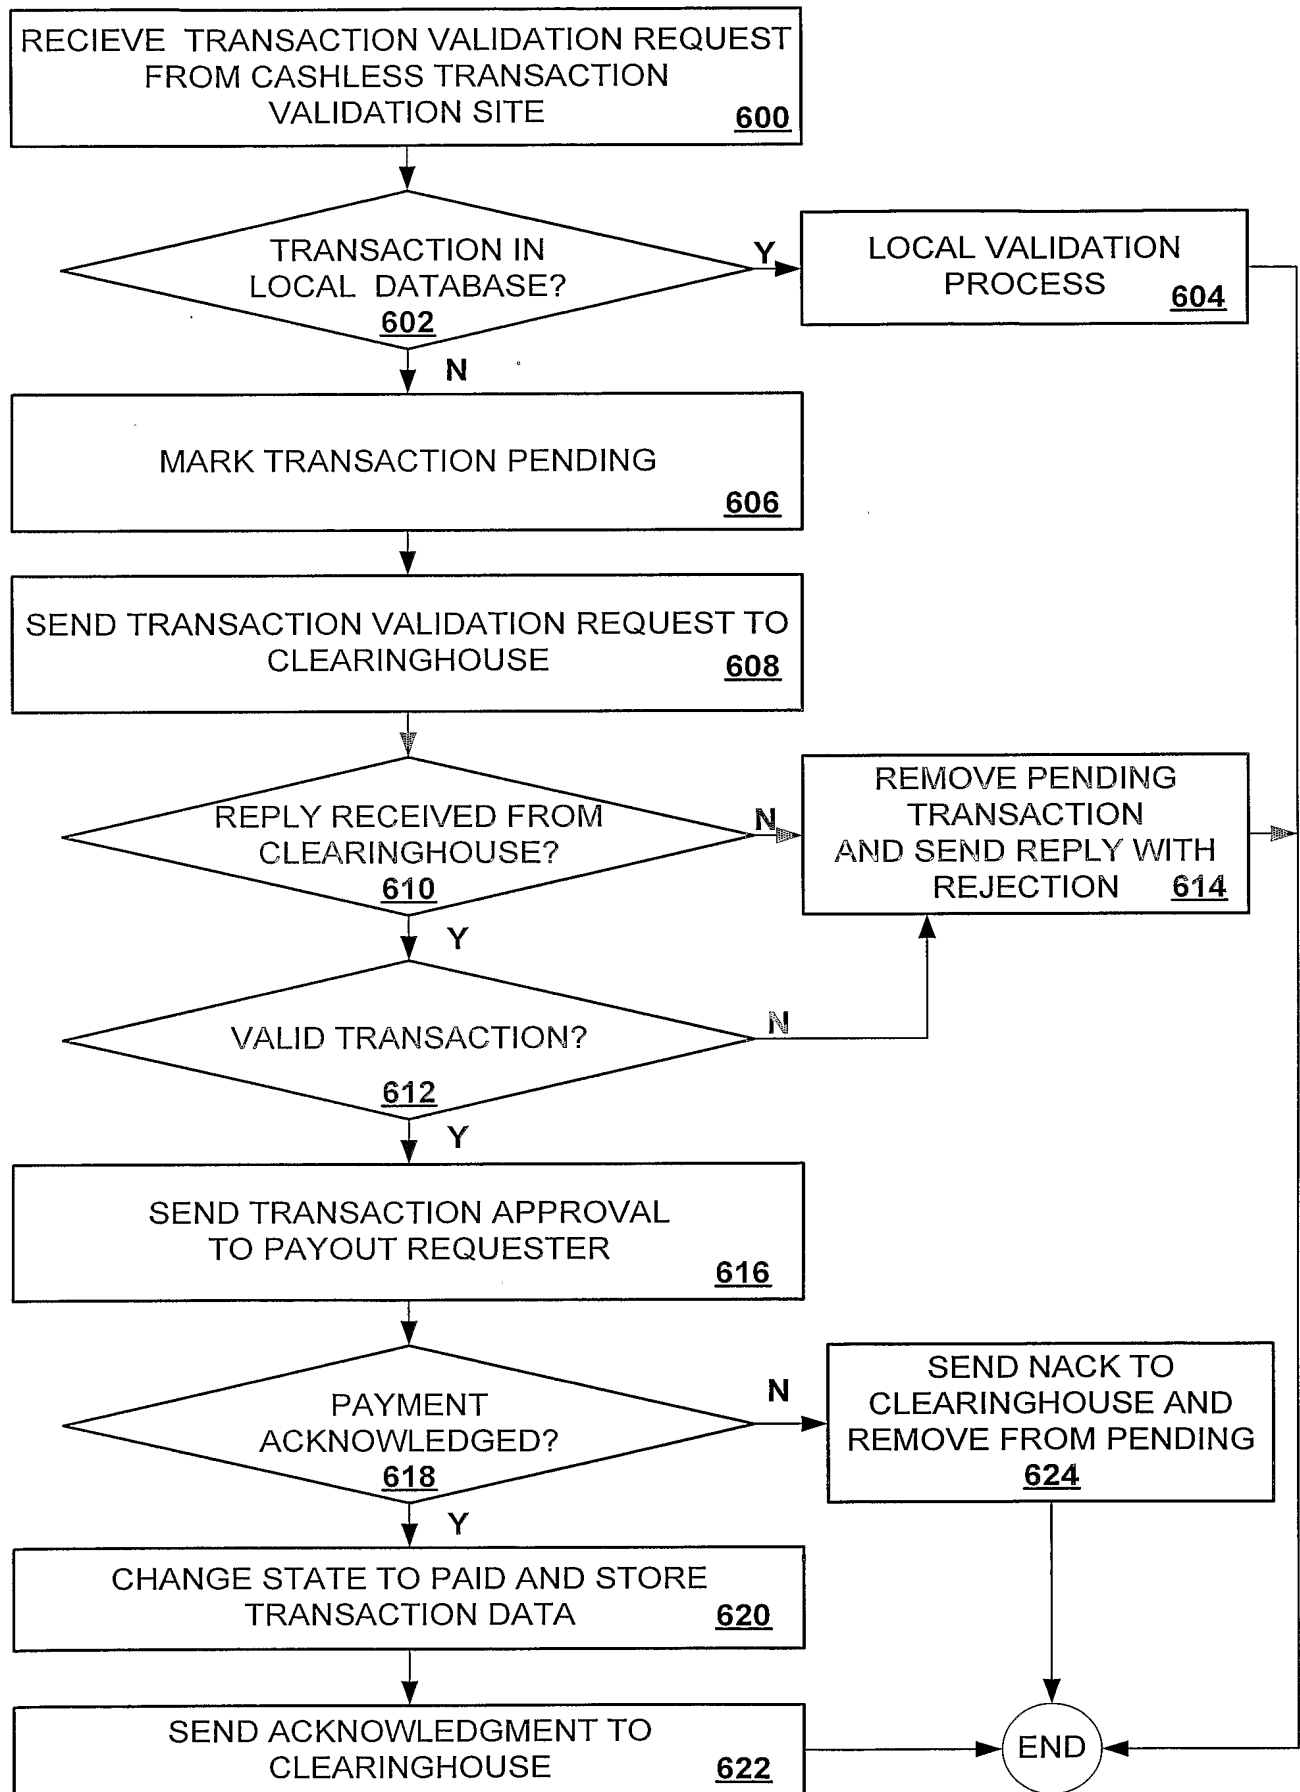 RECIEVE TRANSACTION VALIDATION REQUEST
FROM CASHLESS TRANSACTION
VALIDATION SITE
600
TRANSACTION IN
LOCAL DATABASE?
602
Y
LOCAL VALIDATION
PROCESS
604
N
MARK TRANSACTION PENDING
606
SEND TRANSACTION VALIDATION REQUEST TO
CLEARINGHOUSE
608
REPLY RECEIVED FROM
CLEARINGHOUSE?
610
N
REMOVE PENDING
TRANSACTION
AND SEND REPLY WITH
REJECTION
614
Y
VALID TRANSACTION?
612
N
Y
SEND TRANSACTION APPROVAL
TO PAYOUT REQUESTER
616
PAYMENT
ACKNOWLEDGED?
618
N
SEND NACK TO
CLEARINGHOUSE AND
REMOVE FROM PENDING
624
Y
CHANGE STATE TO PAID AND STORE
TRANSACTION DATA
620
SEND ACKNOWLEDGMENT TO
CLEARINGHOUSE
622
END